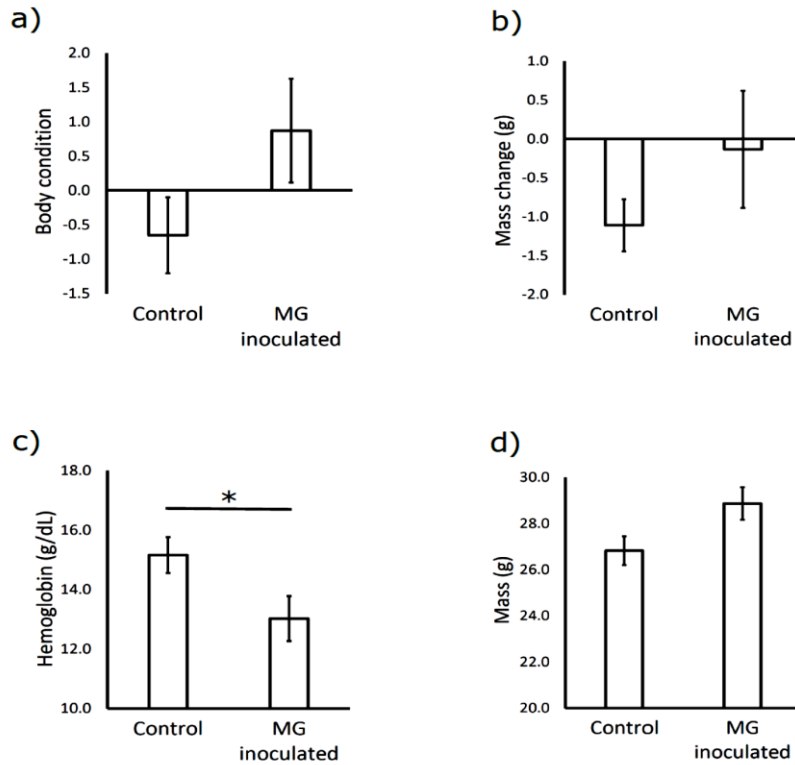 a)
2.0
1.5
1.0
0.5
0.0
-0.5
-1.0
-1.5
Body condition
Control
MG
inoculated
b)
1.0
0.5
0.0
-0.5
-1.0
-1.5
-2.0
Mass change (g)
Control
MG
inoculated
c)
18.0
16.0
14.0
12.0
10.0
Hemoglobin (g/dL)
*
Control
MG
inoculated
d)
30.0
28.0
26.0
24.0
22.0
20.0
Mass (g)
Control
MG
inoculated